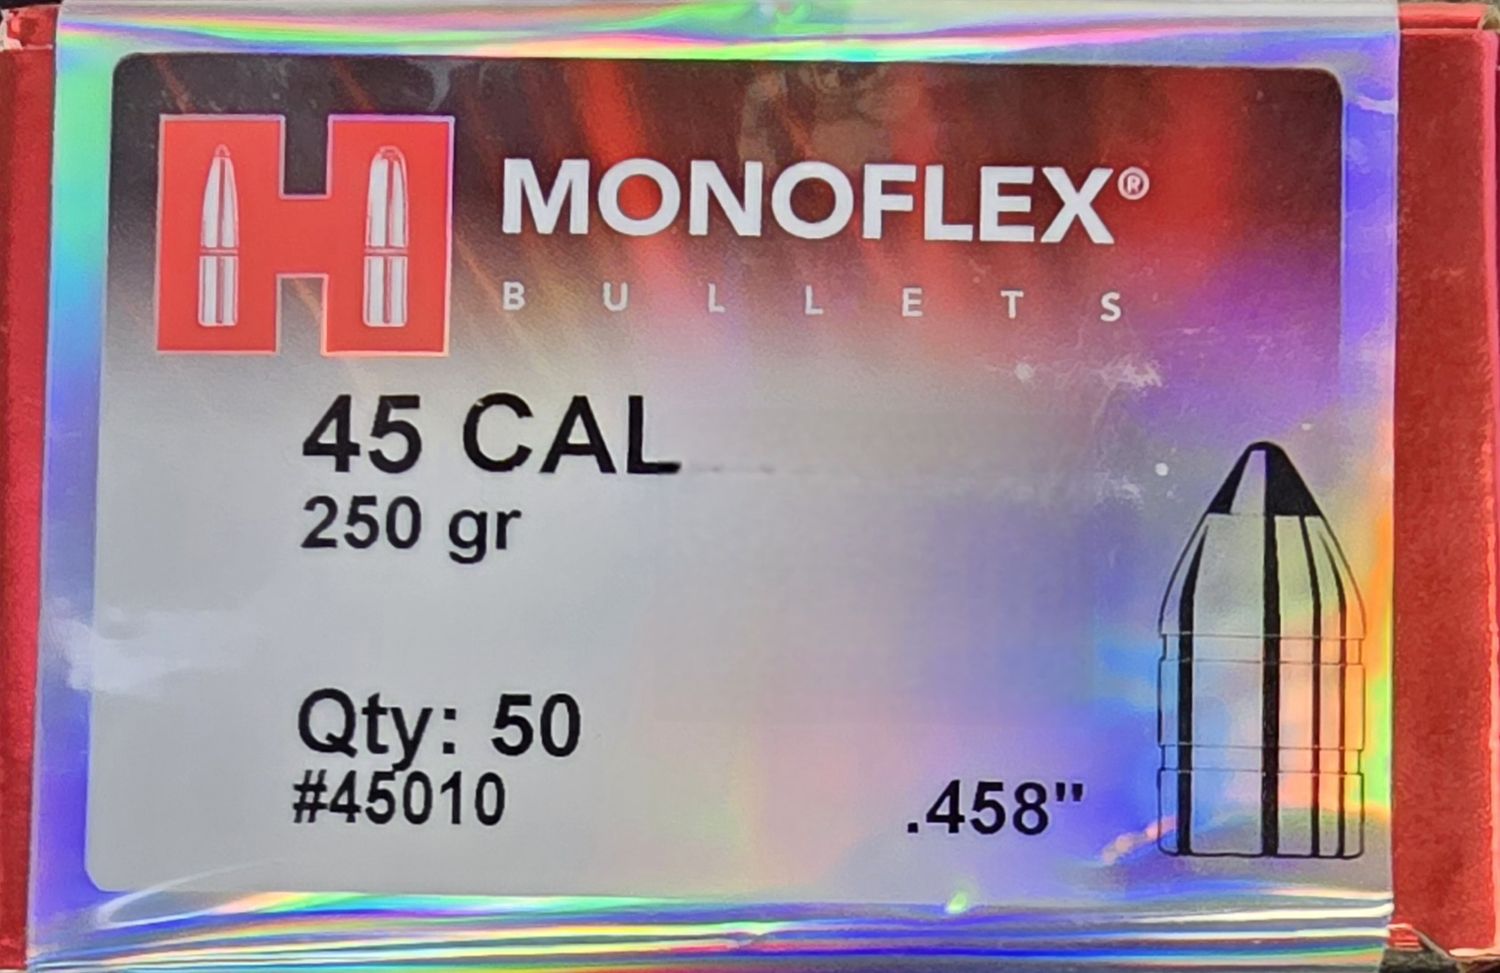 H
MONOFLEX®
BULLETS
45 CAL
250 gr
Qty: 50
#45010
.458"